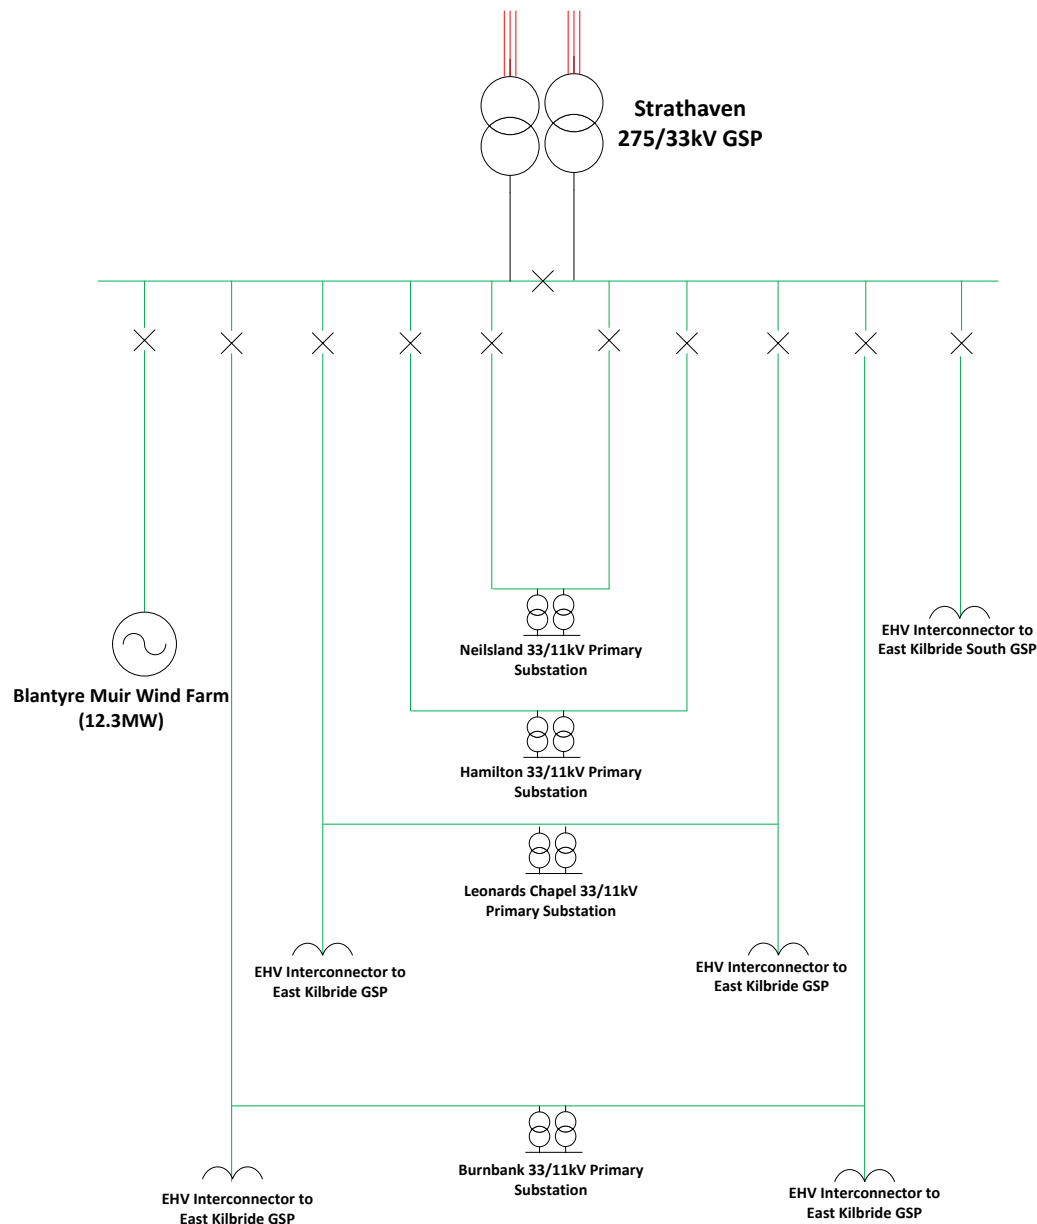 Strathaven
275/33kV GSP
Neilsland 33/11kV Primary
Substation
EHV Interconnector to
East Kilbride South GSP
Blantyre Muir Wind Farm
(12.3MW)
Hamilton 33/11kV Primary
Substation
Leonards Chapel 33/11kV
Primary Substation
EHV Interconnector to
East Kilbride GSP
EHV Interconnector to
East Kilbride GSP
Burnbank 33/11kV Primary
Substation
EHV Interconnector to
East Kilbride GSP
EHV Interconnector to
East Kilbride GSP